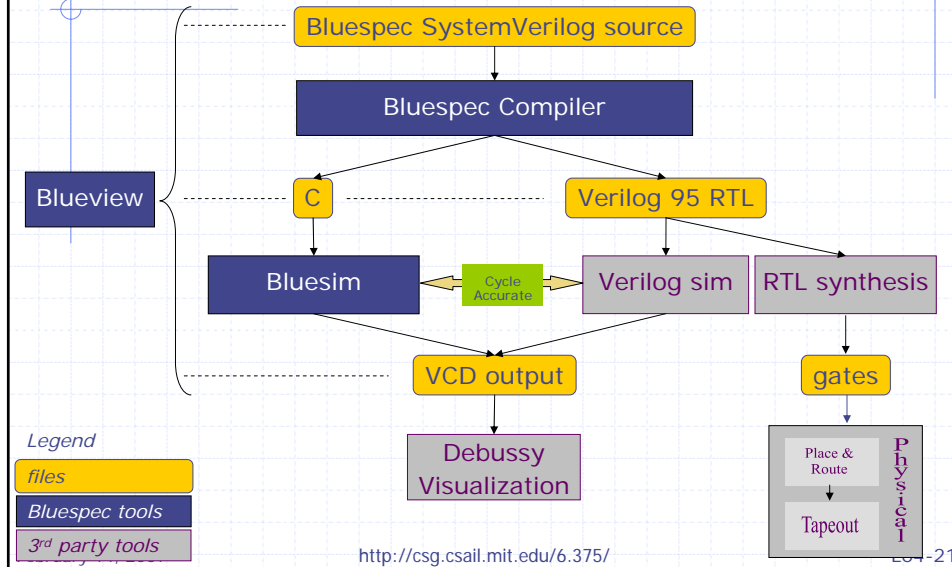 Bluespec SystemVerilog source
Bluespec Compiler
Blueview
C
Verilog 95 RTL
Bluesim
Cycle
Accurate
Verilog sim
RTL synthesis
VCD output
gates
Debussy
Visualization
Place &
Route
Tapeout
Physical
Legend
files
Bluespec tools
3rd party tools
http://csg.csail.mit.edu/6.375/
L04-21